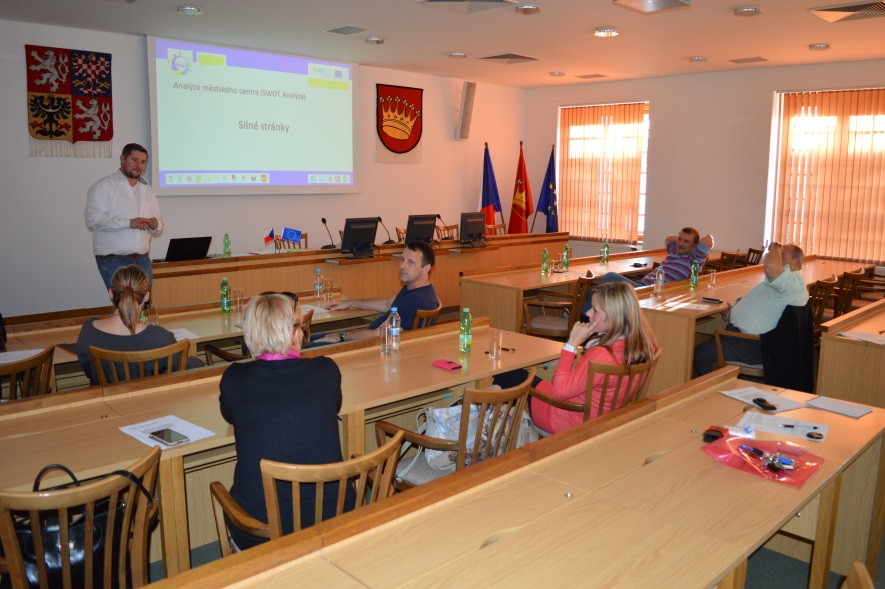 Analýza městského centra (SWOT Analýza)
Silné stránky